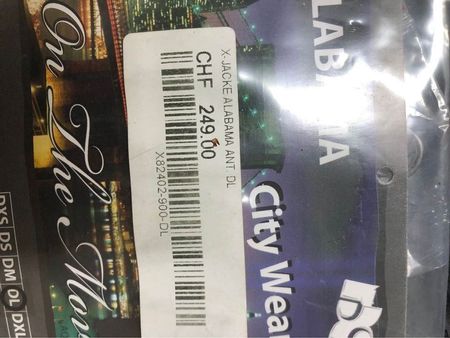 ALABAMA
City Wear
X-JACKE ALABAMA ANT. DL
CHF 249.00
X82402-900-DL
On The Mov
DXS DS DM DL DXL